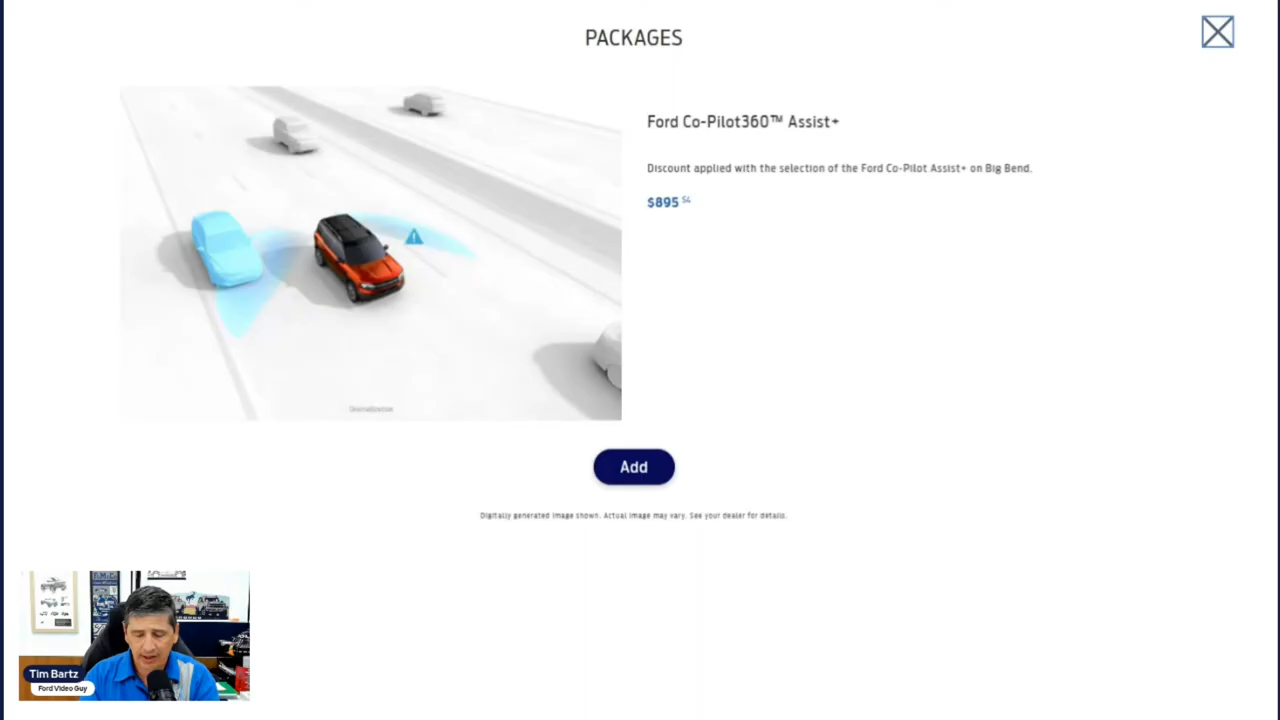 PACKAGES
Ford Co-Pilot360™ Assist+
Discount applied with the selection of the Ford Co-Pilot Assist+ on Big Bend.
$895 S4
Dramatization
Add
Digitally generated image shown. Actual image may vary. See your dealer for details.
Tim Bartz
Ford Video Guy